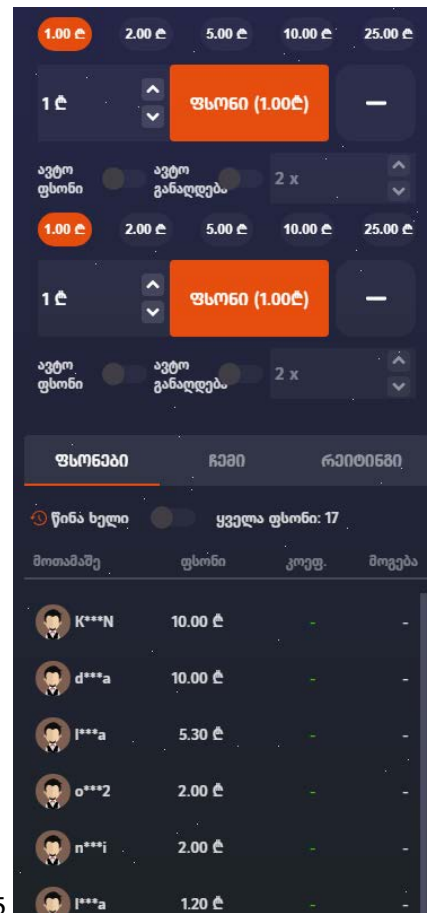 1.00 ₾ 2.00 ₾ 5.00 ₾ 10.00 ₾ 25.00 ₾
1 ₾ ფსონი (1.00₾) −
ავტო ფსონი ავტო განაღდება 2 x
1.00 ₾ 2.00 ₾ 5.00 ₾ 10.00 ₾ 25.00 ₾
1 ₾ ფსონი (1.00₾) −
ავტო ფსონი ავტო განაღდება 2 x
ფსონები ჩემი რეიტინგი
წინა ხელი ყველა ფსონი: 17
მოთამაშე ფსონი კოეფ. მოგება
K***N 10.00 ₾ - -
d***a 10.00 ₾ - -
l***a 5.30 ₾ - -
o***2 2.00 ₾ - -
n***i 2.00 ₾ - -
l***a 1.20 ₾ - -